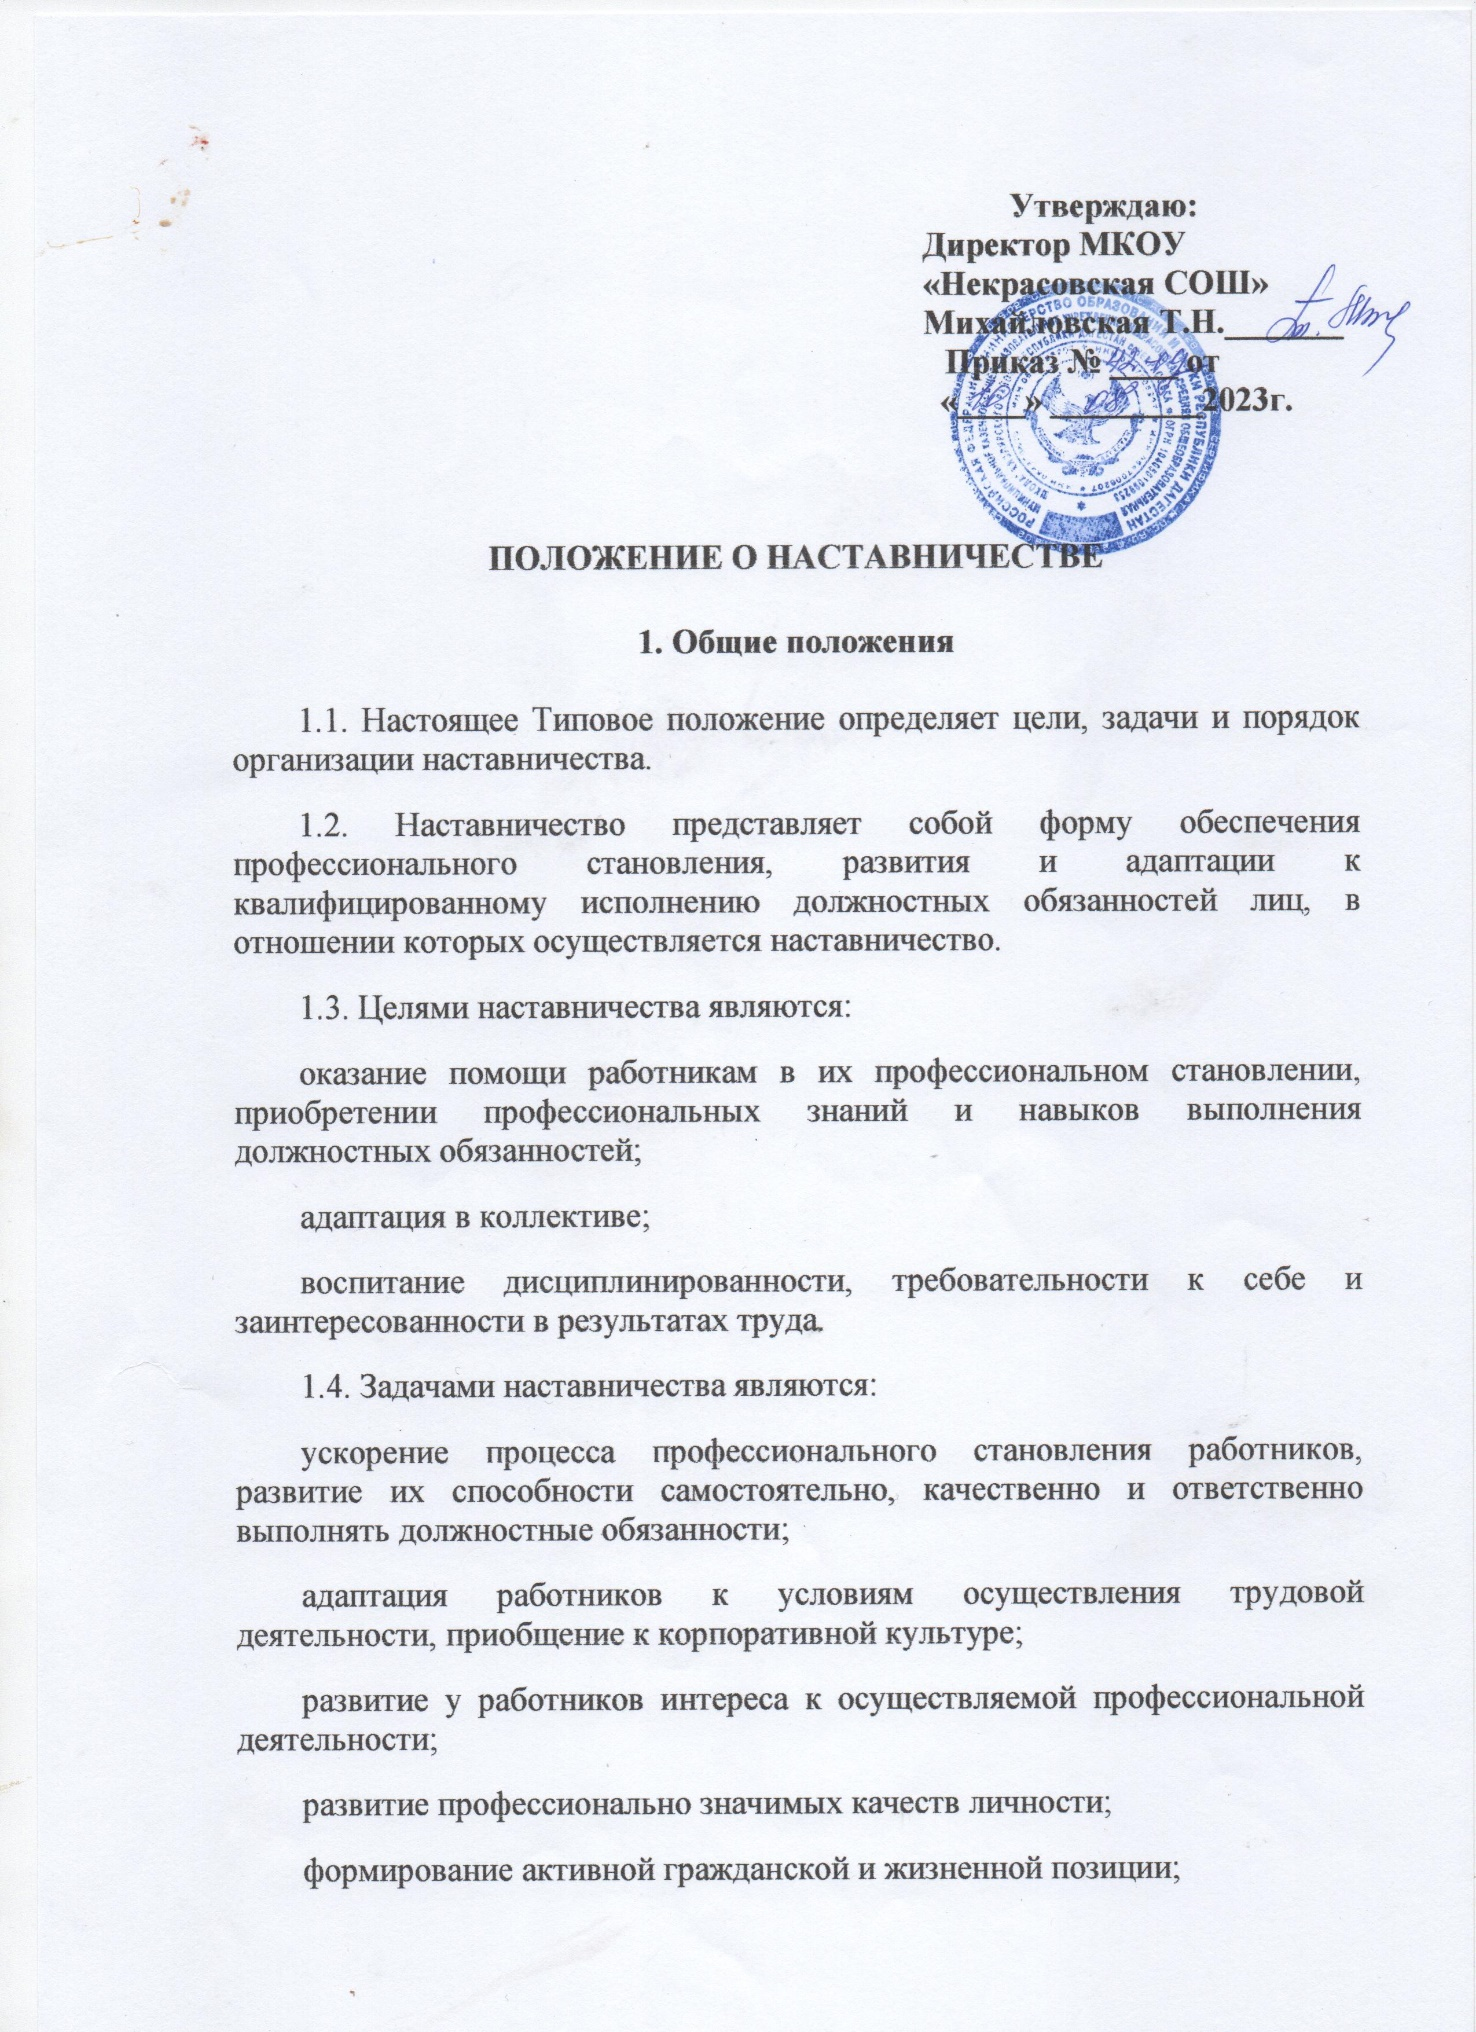 Утверждаю:
Директор МКОУ
«Некрасовская СОШ»
Михайловская Т.Н.________
Приказ № _____ от
«____» __________2023г.
ПОЛОЖЕНИЕ О НАСТАВНИЧЕСТВЕ
1. Общие положения
1.1. Настоящее Типовое положение определяет цели, задачи и порядок
организации наставничества.
1.2. Наставничество представляет собой форму обеспечения
профессионального становления, развития и адаптации к
квалифицированному исполнению должностных обязанностей лиц, в
отношении которых осуществляется наставничество.
1.3. Целями наставничества являются:
оказание помощи работникам в их профессиональном становлении,
приобретении профессиональных знаний и навыков выполнения
должностных обязанностей;
адаптация в коллективе;
воспитание дисциплинированности, требовательности к себе и
заинтересованности в результатах труда.
1.4. Задачами наставничества являются:
ускорение процесса профессионального становления работников,
развитие их способности самостоятельно, качественно и ответственно
выполнять должностные обязанности;
адаптация работников к условиям осуществления трудовой
деятельности, приобщение к корпоративной культуре;
развитие у работников интереса к осуществляемой профессиональной
деятельности;
развитие профессионально значимых качеств личности;
формирование активной гражданской и жизненной позиции;